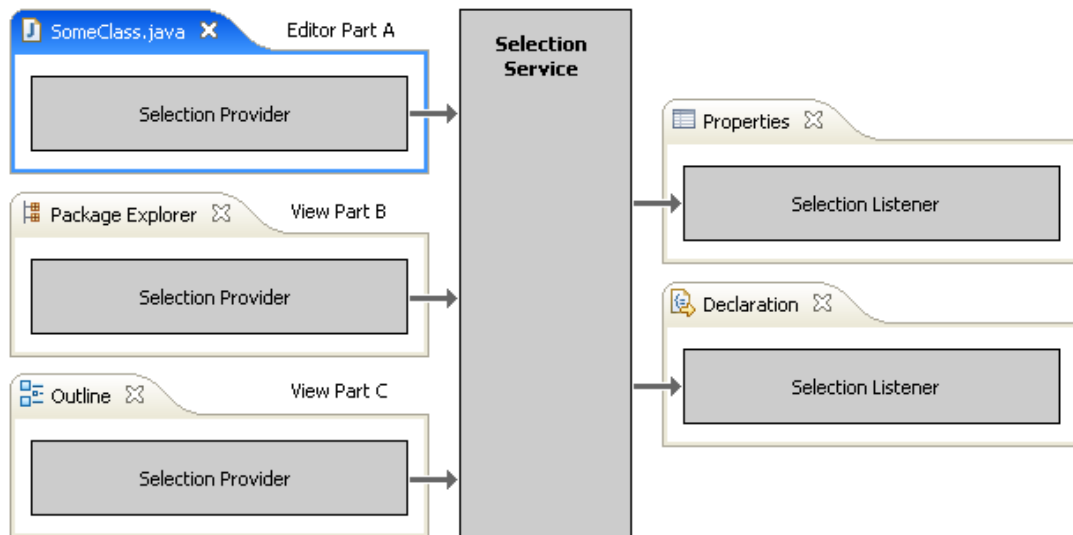 SomeClass.java
Editor Part A
Selection Provider
Package Explorer
View Part B
Selection Provider
Outline
View Part C
Selection Provider
Selection
Service
Properties
Selection Listener
Declaration
Selection Listener